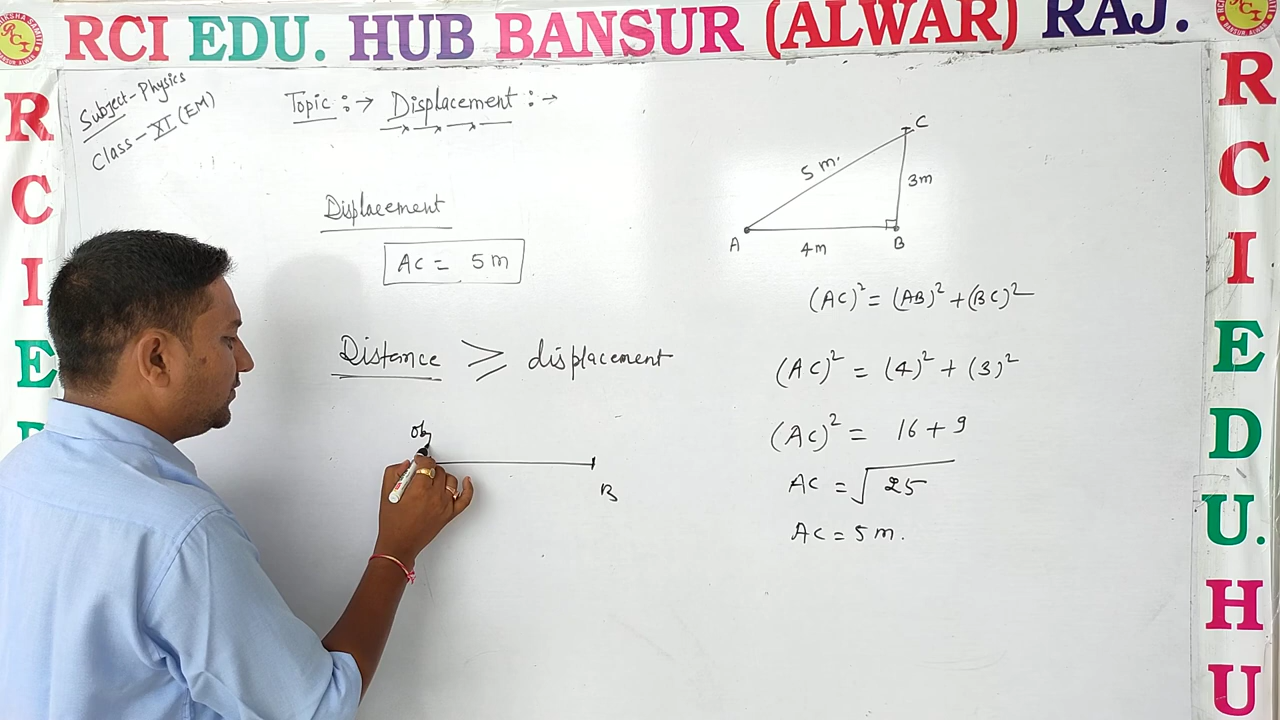 RCI EDU. HUB BANSUR (ALWAR) RAJ.
Subject - Physics
Class - XI (EM)
Topic :→ Displacement :→
Displacement
AC = 5m
Distance ⩾ displacement
obj
B
C
5 m.
3m
A
4m
B
(AC)² = (AB)² + (BC)²
(AC)² = (4)² + (3)²
(AC)² = 16 + 9
AC = √25
AC = 5 m.
R
C
I
E
R
C
I
E
D
U.
H
U